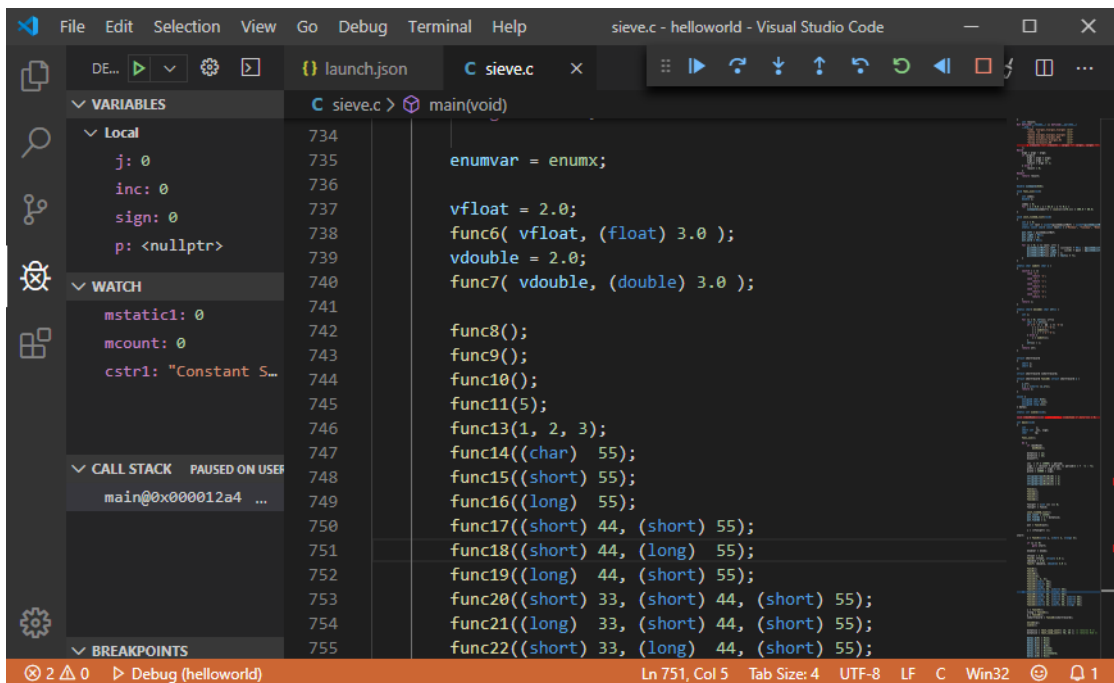 File Edit Selection View Go Debug Terminal Help sieve.c - helloworld - Visual Studio Code
DE...
{} launch.json
C sieve.c
C sieve.c > main(void)
VARIABLES
Local
j: 0
inc: 0
sign: 0
p: <nullptr>
WATCH
mstatic1: 0
mcount: 0
cstr1: "Constant S...
CALL STACK PAUSED ON USER
main@0x000012a4 ...
BREAKPOINTS
734
735 enumvar = enumx;
736
737 vfloat = 2.0;
738 func6( vfloat, (float) 3.0 );
739 vdouble = 2.0;
740 func7( vdouble, (double) 3.0 );
741
742 func8();
743 func9();
744 func10();
745 func11(5);
746 func13(1, 2, 3);
747 func14((char)  55);
748 func15((short) 55);
749 func16((long)  55);
750 func17((short) 44, (short) 55);
751 func18((short) 44, (long)  55);
752 func19((long)  44, (short) 55);
753 func20((short) 33, (short) 44, (short) 55);
754 func21((long)  33, (short) 44, (short) 55);
755 func22((short) 33, (long)  44, (short) 55);
2 0 Debug (helloworld) Ln 751, Col 5 Tab Size: 4 UTF-8 LF C Win32 1